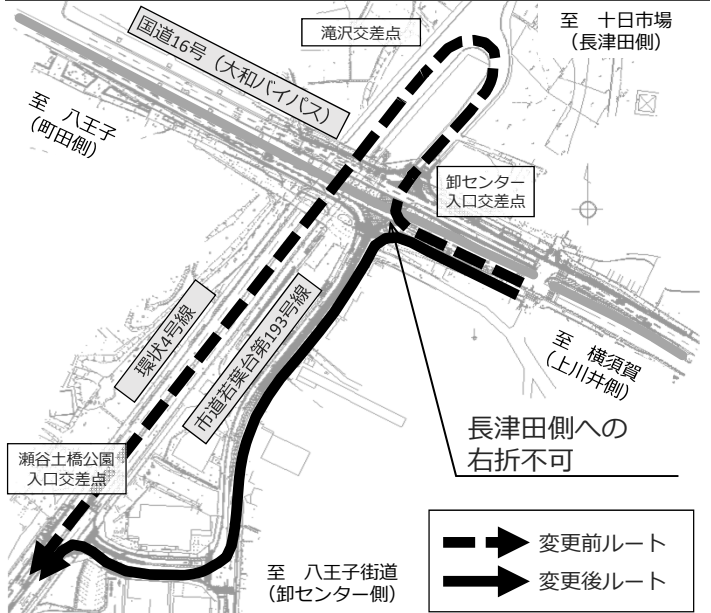 国道16号（大和バイパス）
滝沢交差点
至　十日市場
（長津田側）
至　八王子
（町田側）
卸センター
入口交差点
環状4号線
市道若葉台第193号線
至　横須賀
（上川井側）
長津田側への
右折不可
瀬谷土橋公園
入口交差点
至　八王子街道
（卸センター側）
変更前ルート
変更後ルート